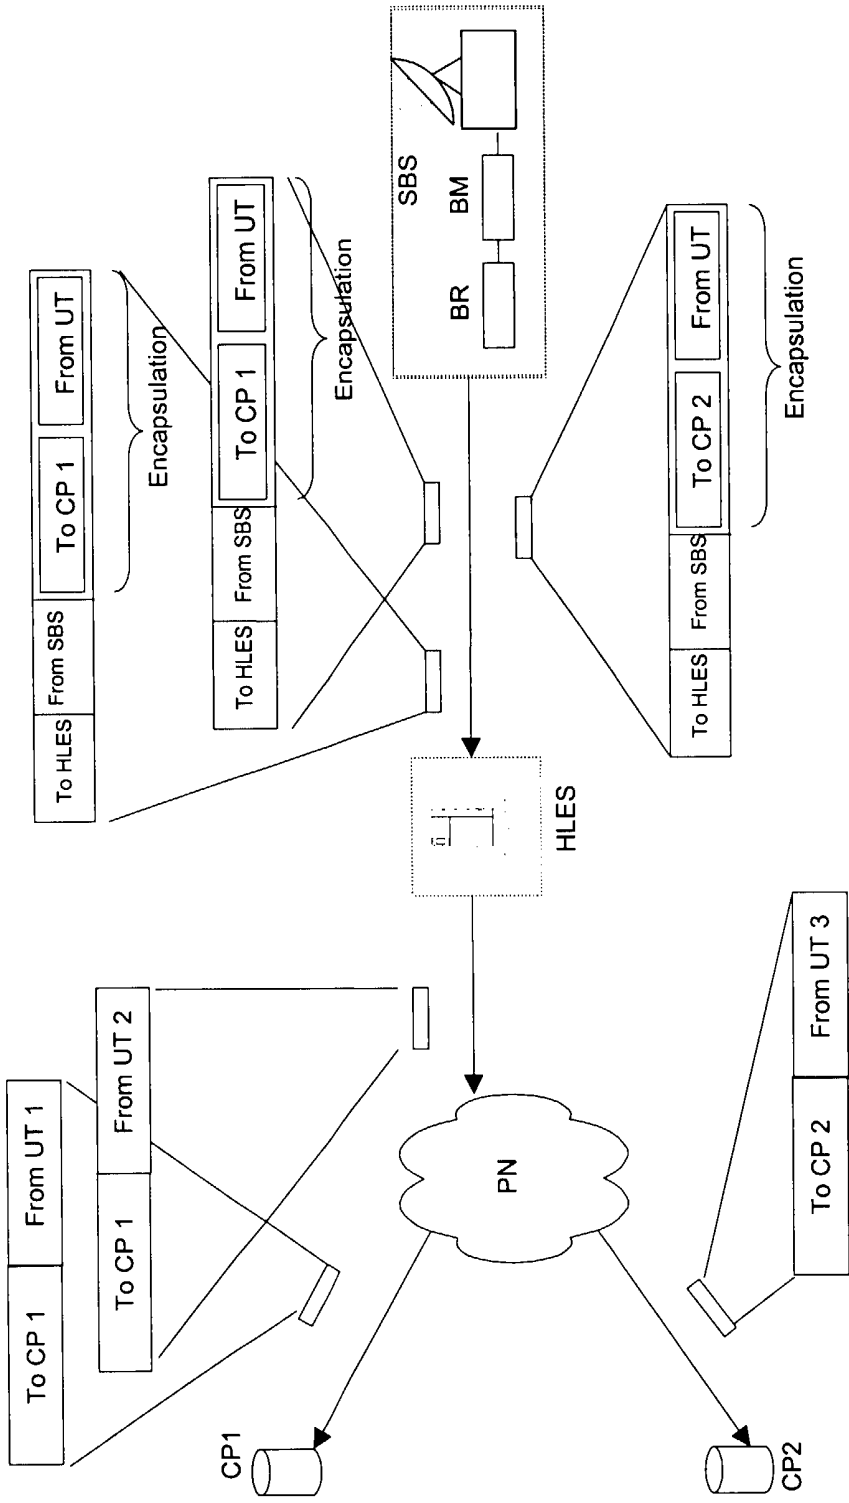 To CP 1 From UT 1
To HLES From SBS To CP 1 From UT
To CP 1 From UT 2
Encapsulation
CP1
To HLES From SBS To CP 1 From UT
Encapsulation
SBS
BR BM
PN
HLES
To HLES From SBS To CP 2 From UT
CP2
Encapsulation
To CP 2 From UT 3